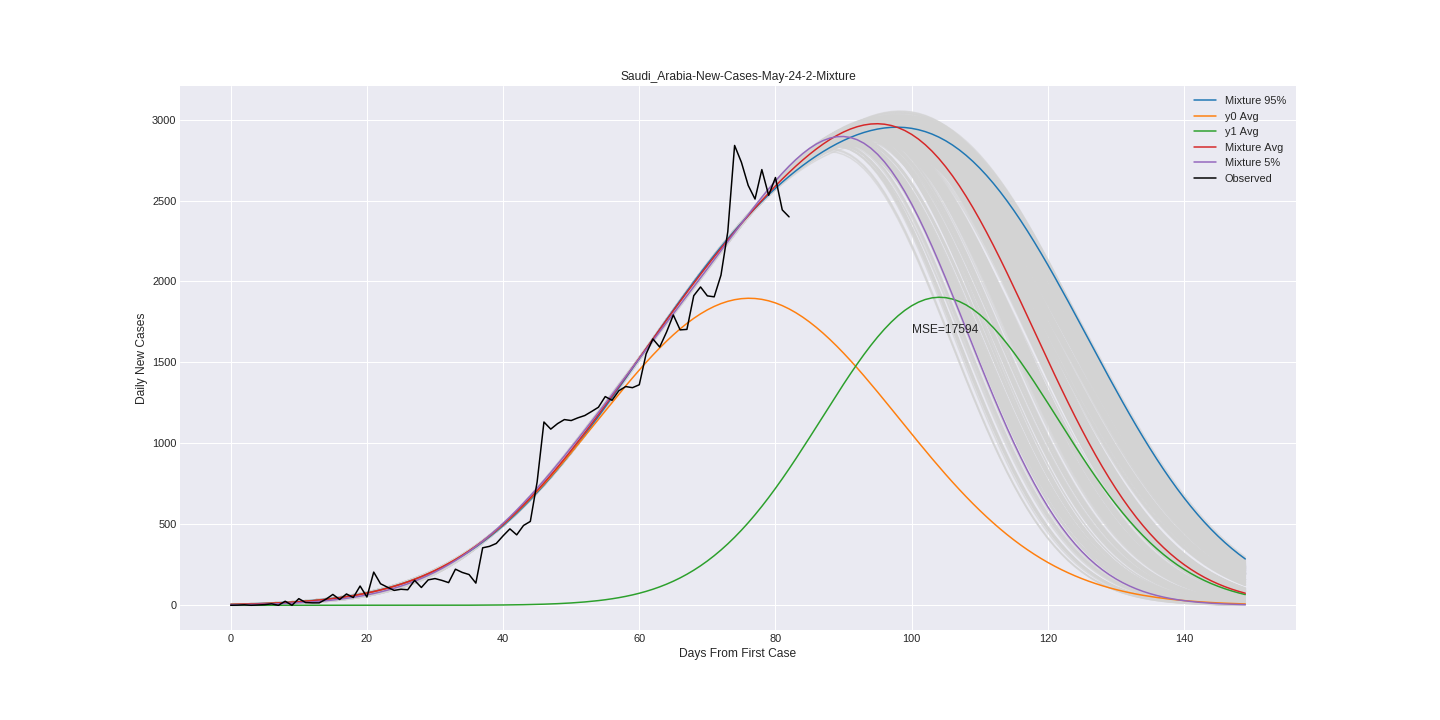 Saudi_Arabia-New-Cases-May-24-2-Mixture
Mixture 95%
y0 Avg
y1 Avg
Mixture Avg
Mixture 5%
Observed
3000
2500
2000
1500
1000
500
0
Daily New Cases
MSE=17594
0 20 40 60 80 100 120 140
Days From First Case